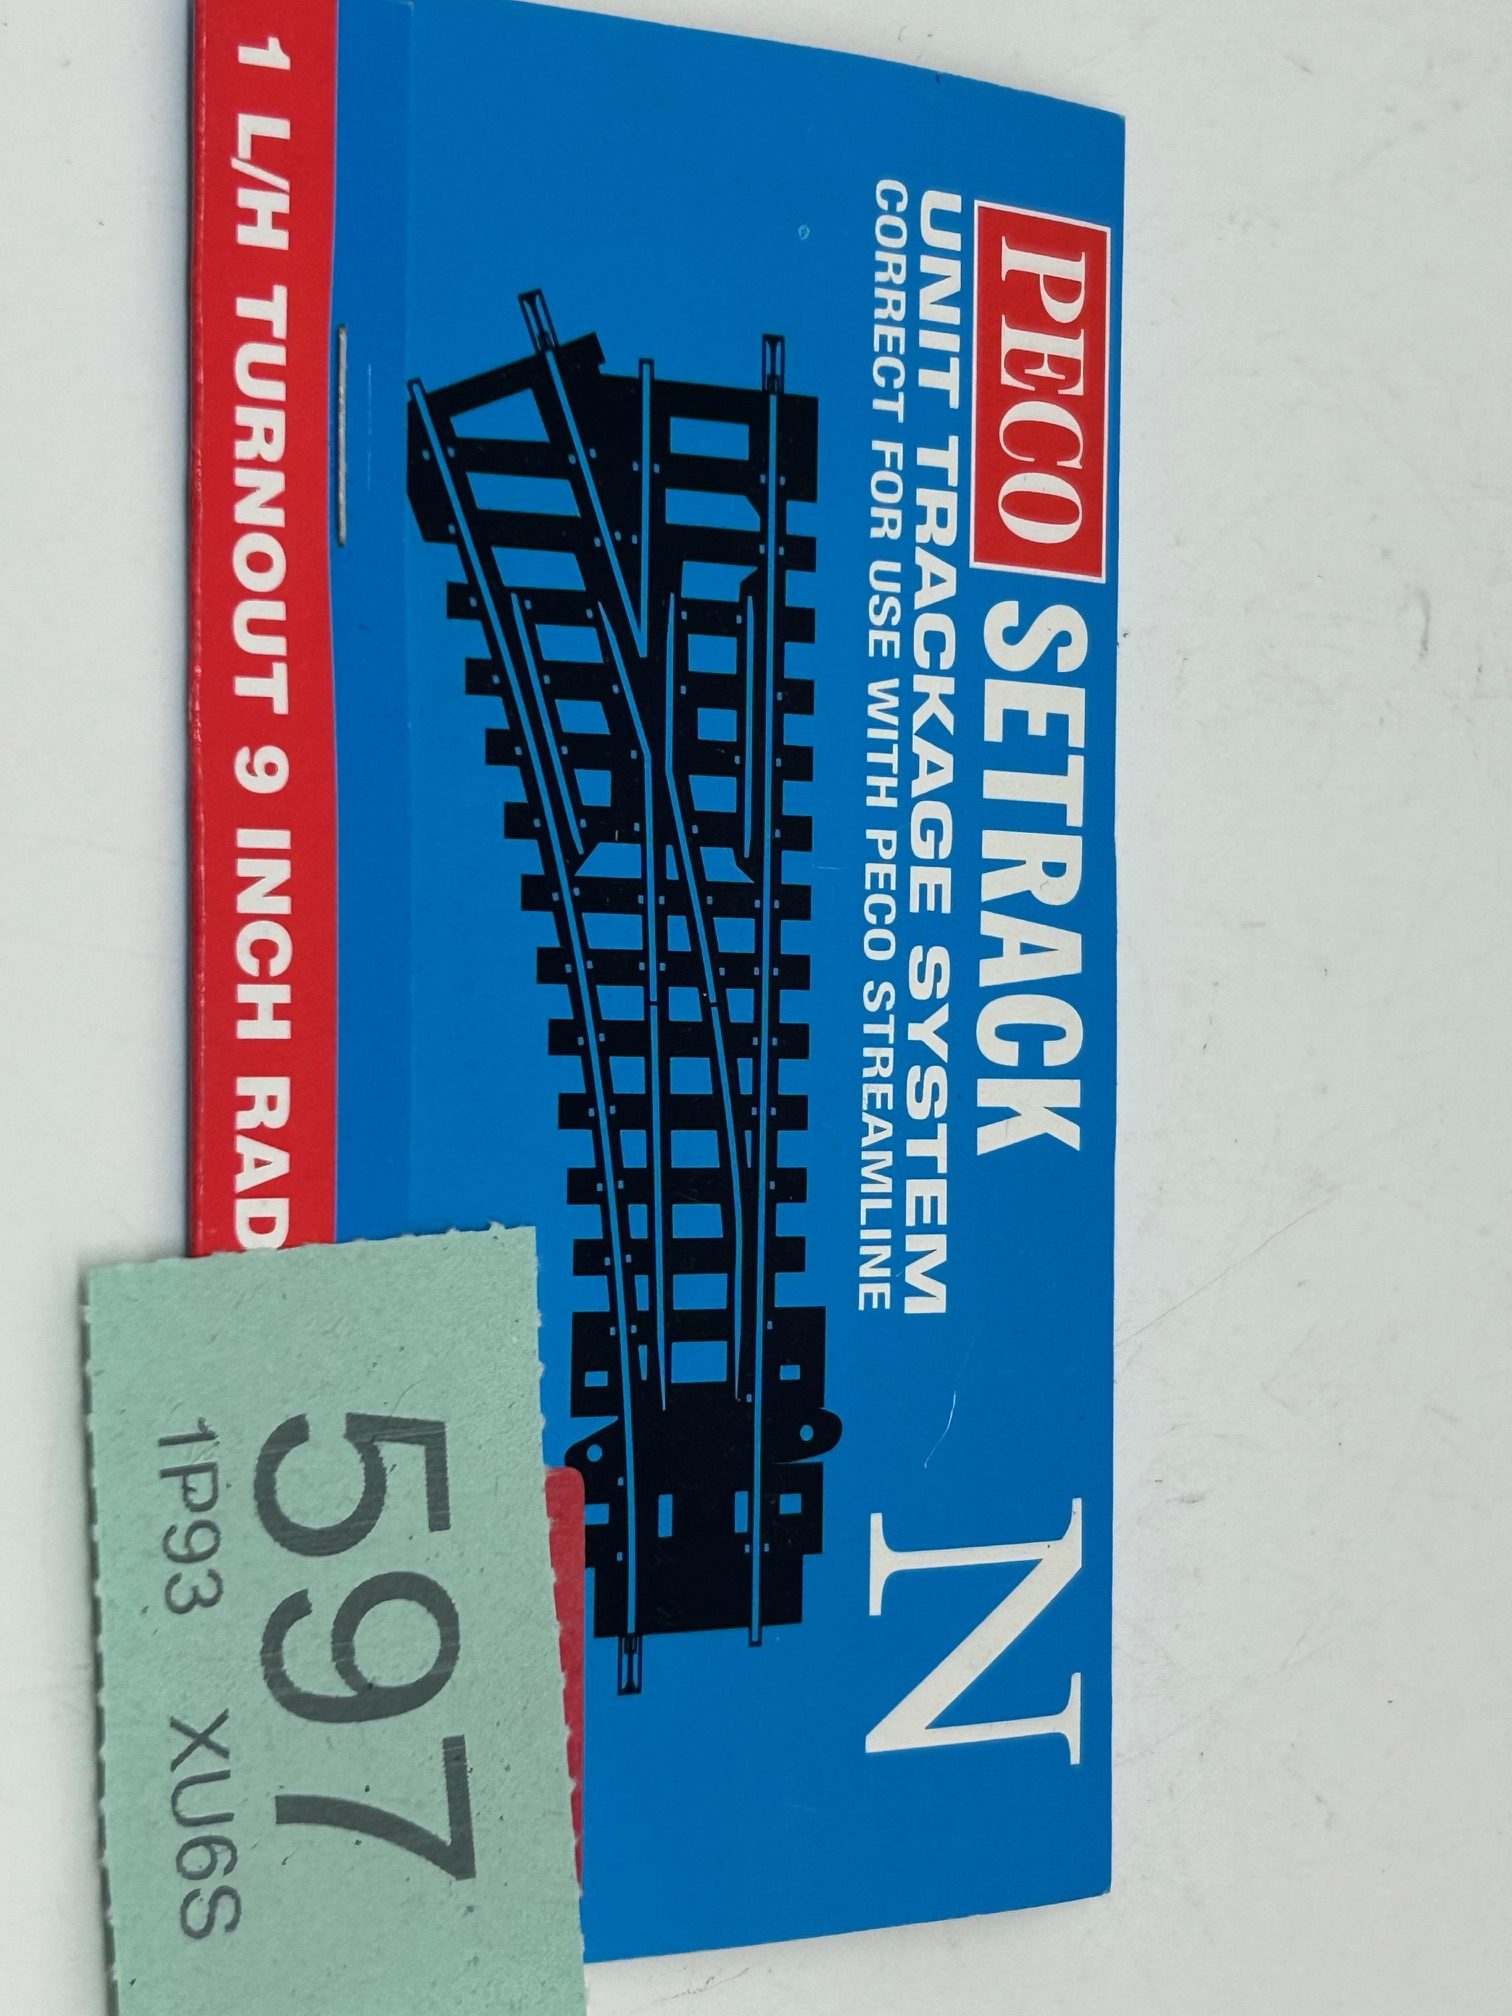 PECO SETRACK N
UNIT TRACKAGE SYSTEM
CORRECT FOR USE WITH PECO STREAMLINE
1 L/H TURNOUT 9 INCH RAD
597
1P93 XU6S